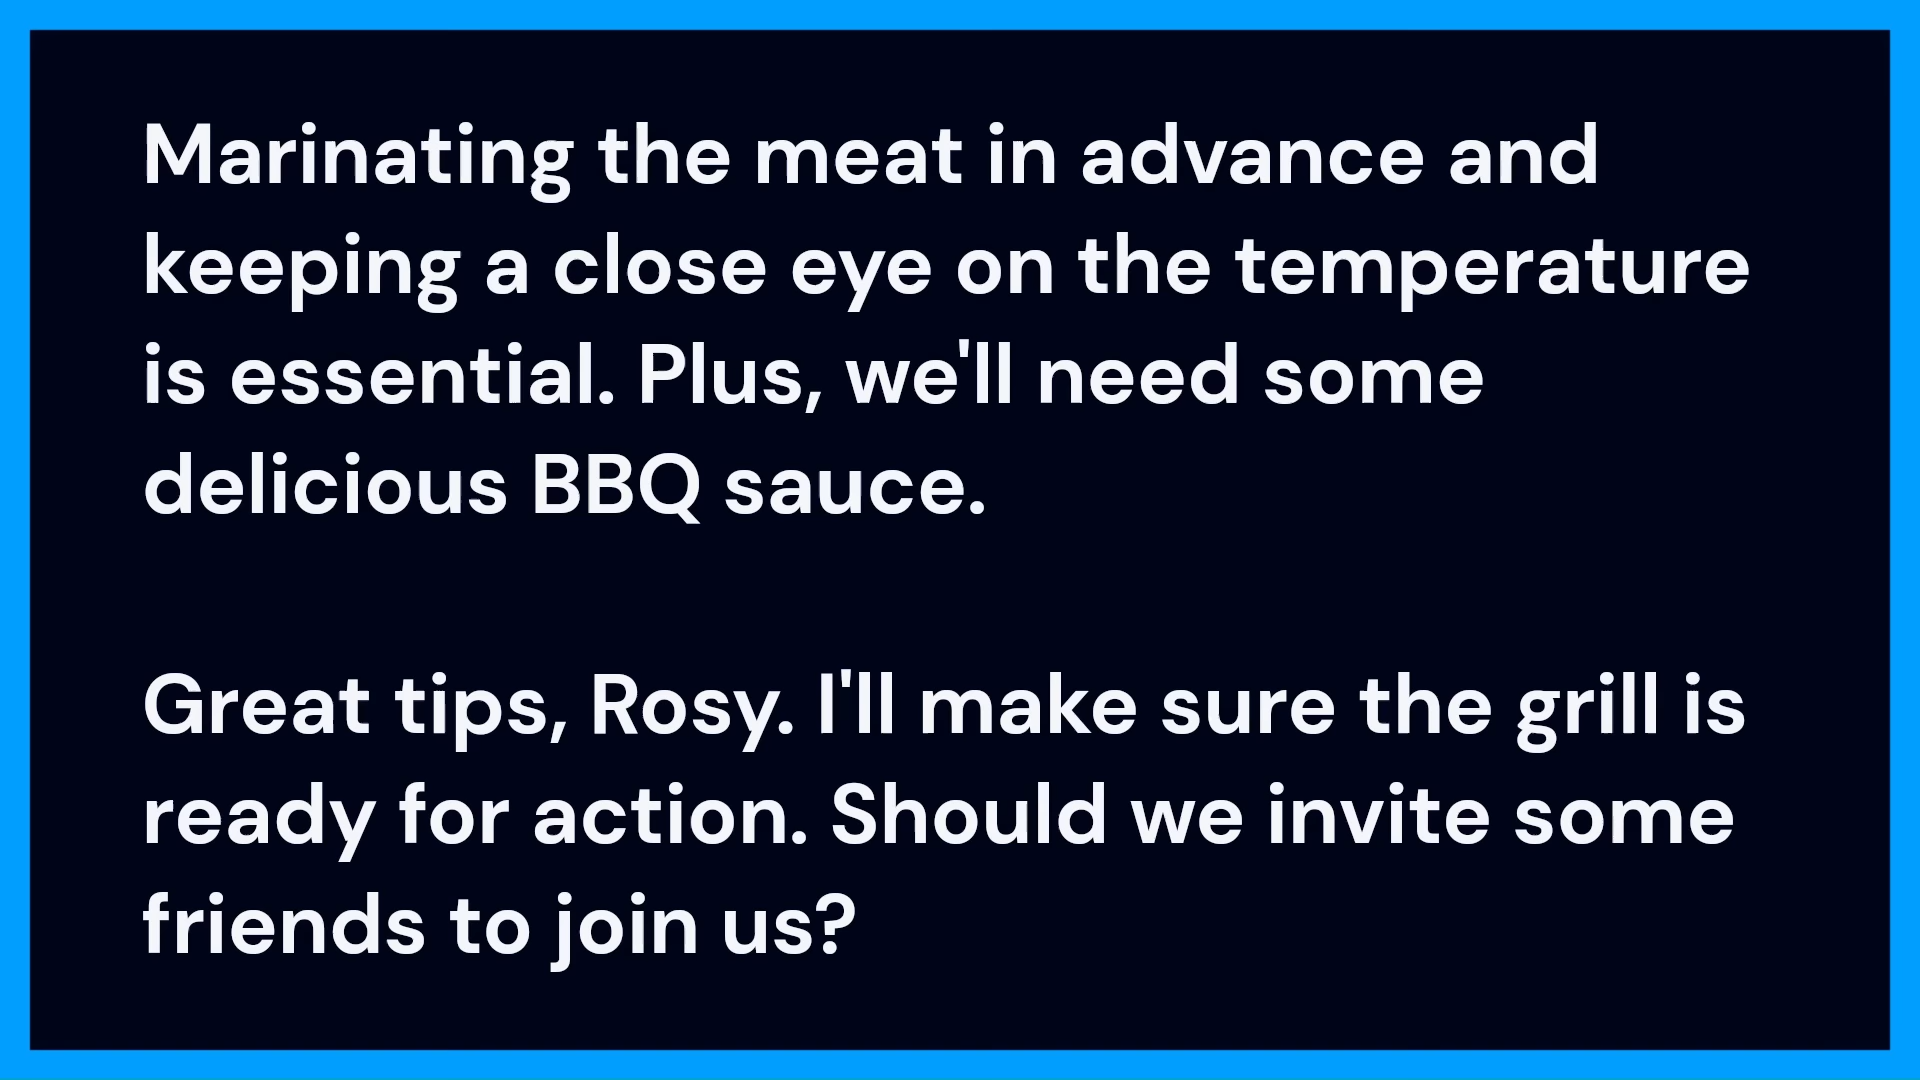 Marinating the meat in advance and
keeping a close eye on the temperature
is essential. Plus, we'll need some
delicious BBQ sauce.
Great tips, Rosy. I'll make sure the grill is
ready for action. Should we invite some
friends to join us?